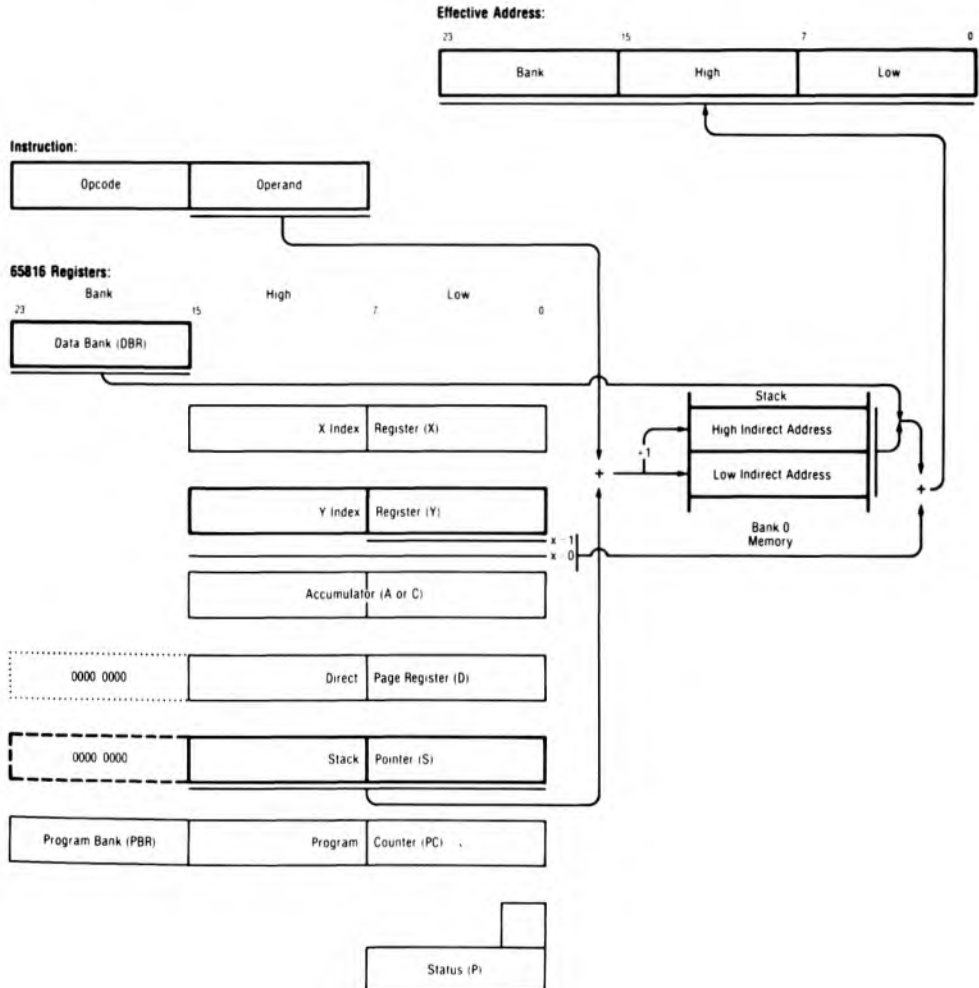 Effective Address:
23 15 7 0
Bank High Low
Instruction:
Opcode Operand
65816 Registers:
Bank High Low
23 15 7 0
Data Bank (DBR)
Stack
X Index Register (X)
High Indirect Address
+1
+
Low Indirect Address
+
Y Index Register (Y)
Bank 0
Memory
x=1
x=0
Accumulator (A or C)
0000 0000 Direct Page Register (D)
0000 0000 Stack Pointer (S)
Program Bank (PBR) Program Counter (PC)
Status (P)